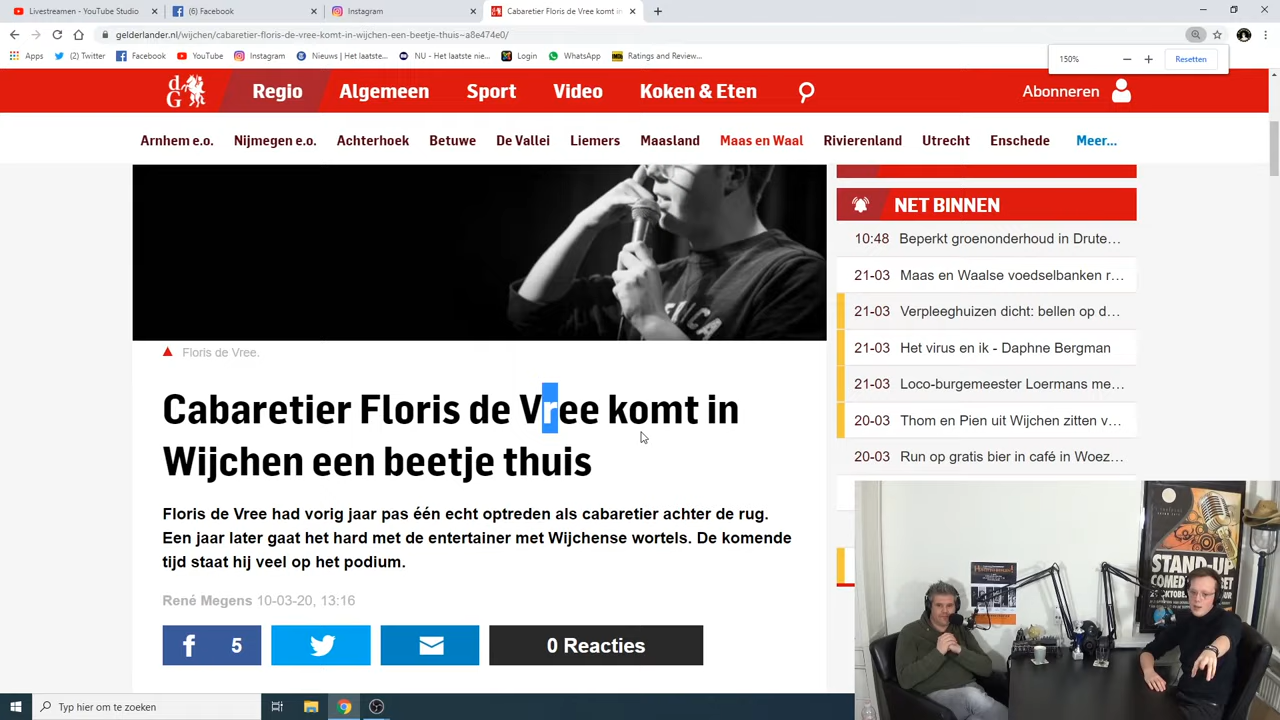 Livestreamen - YouTube Studio
(6) Facebook
Instagram
Cabaretier Floris de Vree komt in
gelderlander.nl/wijchen/cabaretier-floris-de-vree-komt-in-wijchen-een-beetje-thuis~a8e474e0/
Apps
(2) Twitter
Facebook
YouTube
Instagram
Nieuws | Het laatste...
NU - Het laatste nie...
Login
WhatsApp
Ratings and Review...
150%
Resetten
dG
Regio
Algemeen
Sport
Video
Koken & Eten
Abonneren
Arnhem e.o.
Nijmegen e.o.
Achterhoek
Betuwe
De Vallei
Liemers
Maasland
Maas en Waal
Rivierenland
Utrecht
Enschede
Meer...
Floris de Vree.
Cabaretier Floris de Vree komt in
Wijchen een beetje thuis
Floris de Vree had vorig jaar pas één echt optreden als cabaretier achter de rug.
Een jaar later gaat het hard met de entertainer met Wijchense wortels. De komende
tijd staat hij veel op het podium.
René Megens 10-03-20, 13:16
5
0 Reacties
NET BINNEN
10:48 Beperkt groenonderhoud in Drute...
21-03 Maas en Waalse voedselbanken r...
21-03 Verpleeghuizen dicht: bellen op d...
21-03 Het virus en ik - Daphne Bergman
21-03 Loco-burgemeester Loermans me...
20-03 Thom en Pien uit Wijchen zitten v...
20-03 Run op gratis bier in café in Woez...
STAND-UP
Typ hier om te zoeken